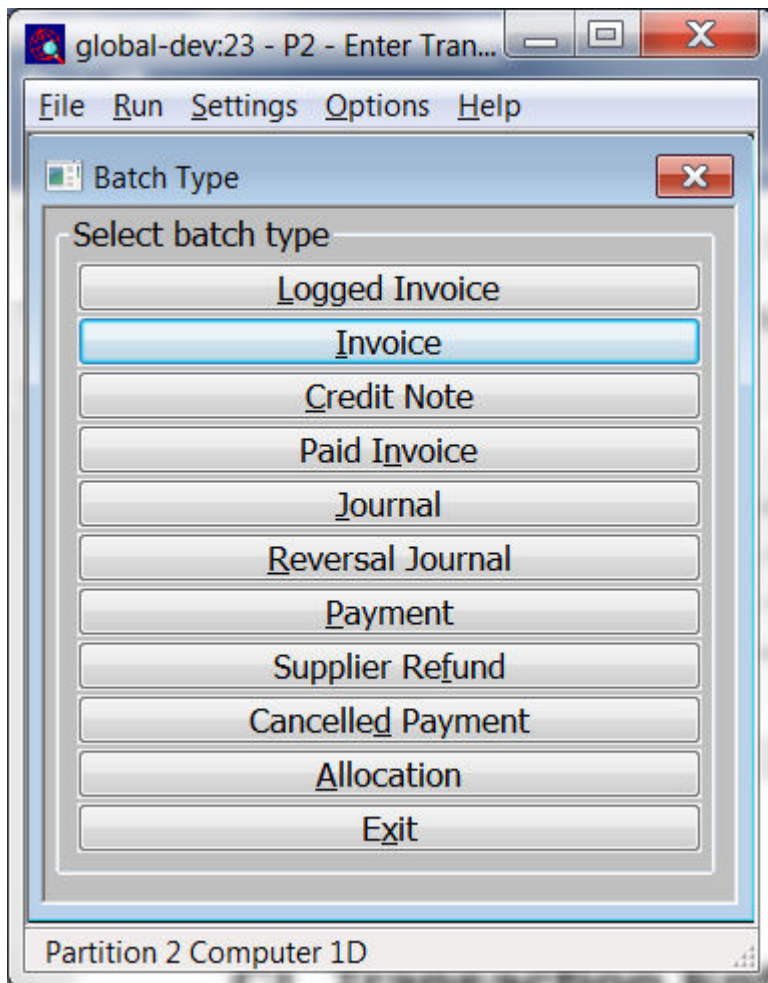 global-dev:23 - P2 - Enter Tran...
File Run Settings Options Help
Batch Type
Select batch type
Logged Invoice
Invoice
Credit Note
Paid Invoice
Journal
Reversal Journal
Payment
Supplier Refund
Cancelled Payment
Allocation
Exit
Partition 2 Computer 1D